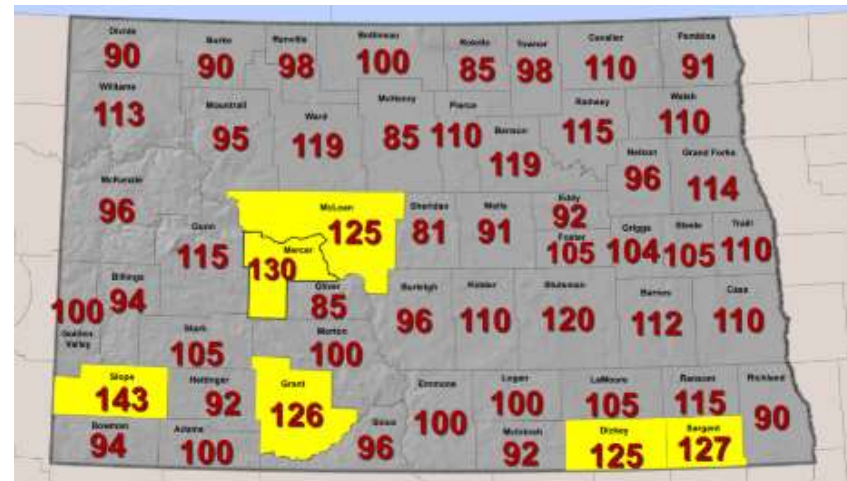 Divide
90
Burke
90
Renville
98
Bottineau
100
Rolette
85
Towner
98
Cavalier
110
Pembina
91
Williams
113
Mountrail
95
Ward
119
McHenry
85
Pierce
110
Benson
119
Ramsey
115
Walsh
110
Nelson
96
Grand Forks
114
McKenzie
96
Dunn
115
McLean
125
Mercer
130
Oliver
85
Sheridan
81
Wells
91
Eddy
92
Foster
105
Griggs
104
Steele
105
Traill
110
Billings
94
100
Golden
Valley
Stark
105
Morton
100
Burleigh
96
Kidder
110
Stutsman
120
Barnes
112
Cass
110
Slope
143
Hettinger
92
Grant
126
Sioux
96
Emmons
100
Logan
100
LaMoure
105
Ransom
115
Richland
90
Bowman
94
Adams
100
McIntosh
92
Dickey
125
Sargent
127